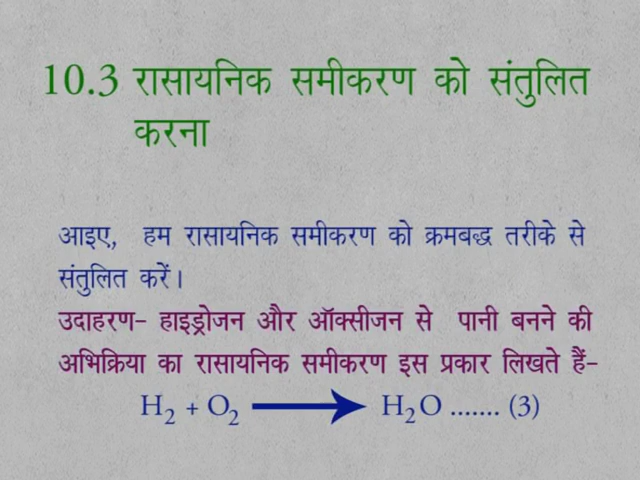 10.3 रासायनिक समीकरण को संतुलित
करना
आइए, हम रासायनिक समीकरण को क्रमबद्ध तरीके से
संतुलित करें।
उदाहरण- हाइड्रोजन और ऑक्सीजन से पानी बनने की
अभिक्रिया का रासायनिक समीकरण इस प्रकार लिखते हैं-
H₂ + O₂ → H₂O ....... (3)